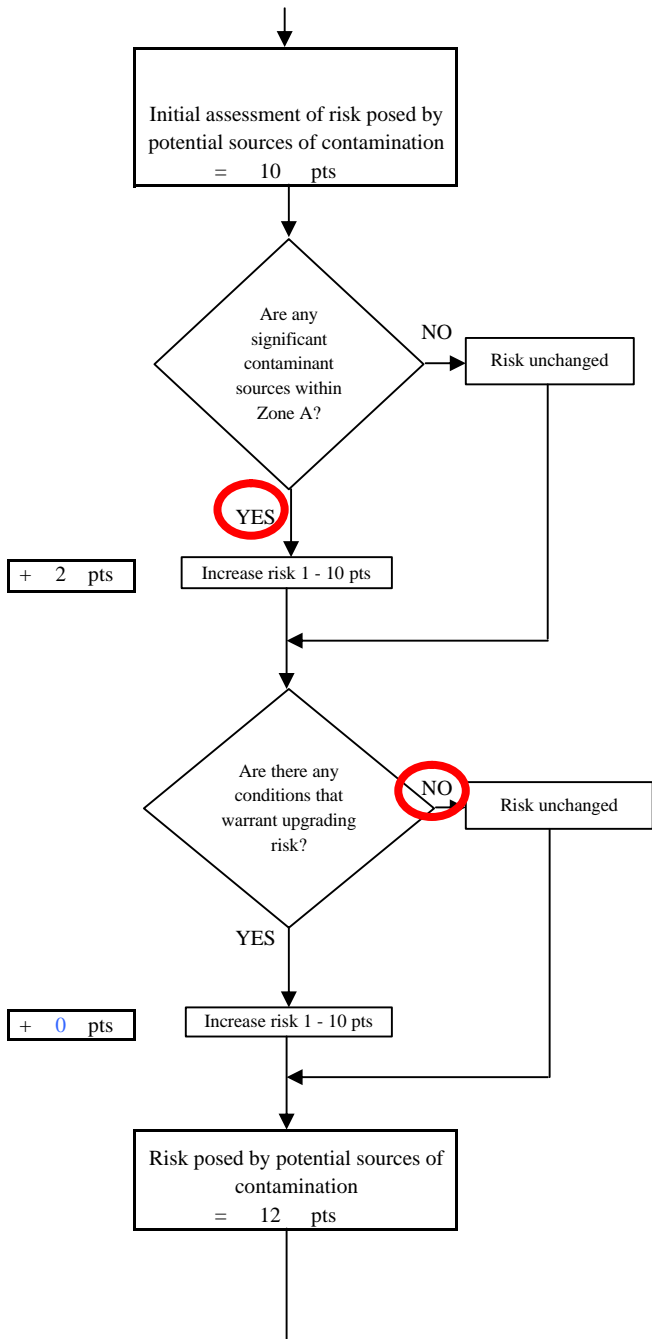 Initial assessment of risk posed by
potential sources of contamination
= 10 pts
Are any
significant
contaminant
sources within
Zone A?
NO
Risk unchanged
YES
+ 2 pts
Increase risk 1 - 10 pts
Are there any
conditions that
warrant upgrading
risk?
NO
Risk unchanged
YES
+ 0 pts
Increase risk 1 - 10 pts
Risk posed by potential sources of
contamination
= 12 pts